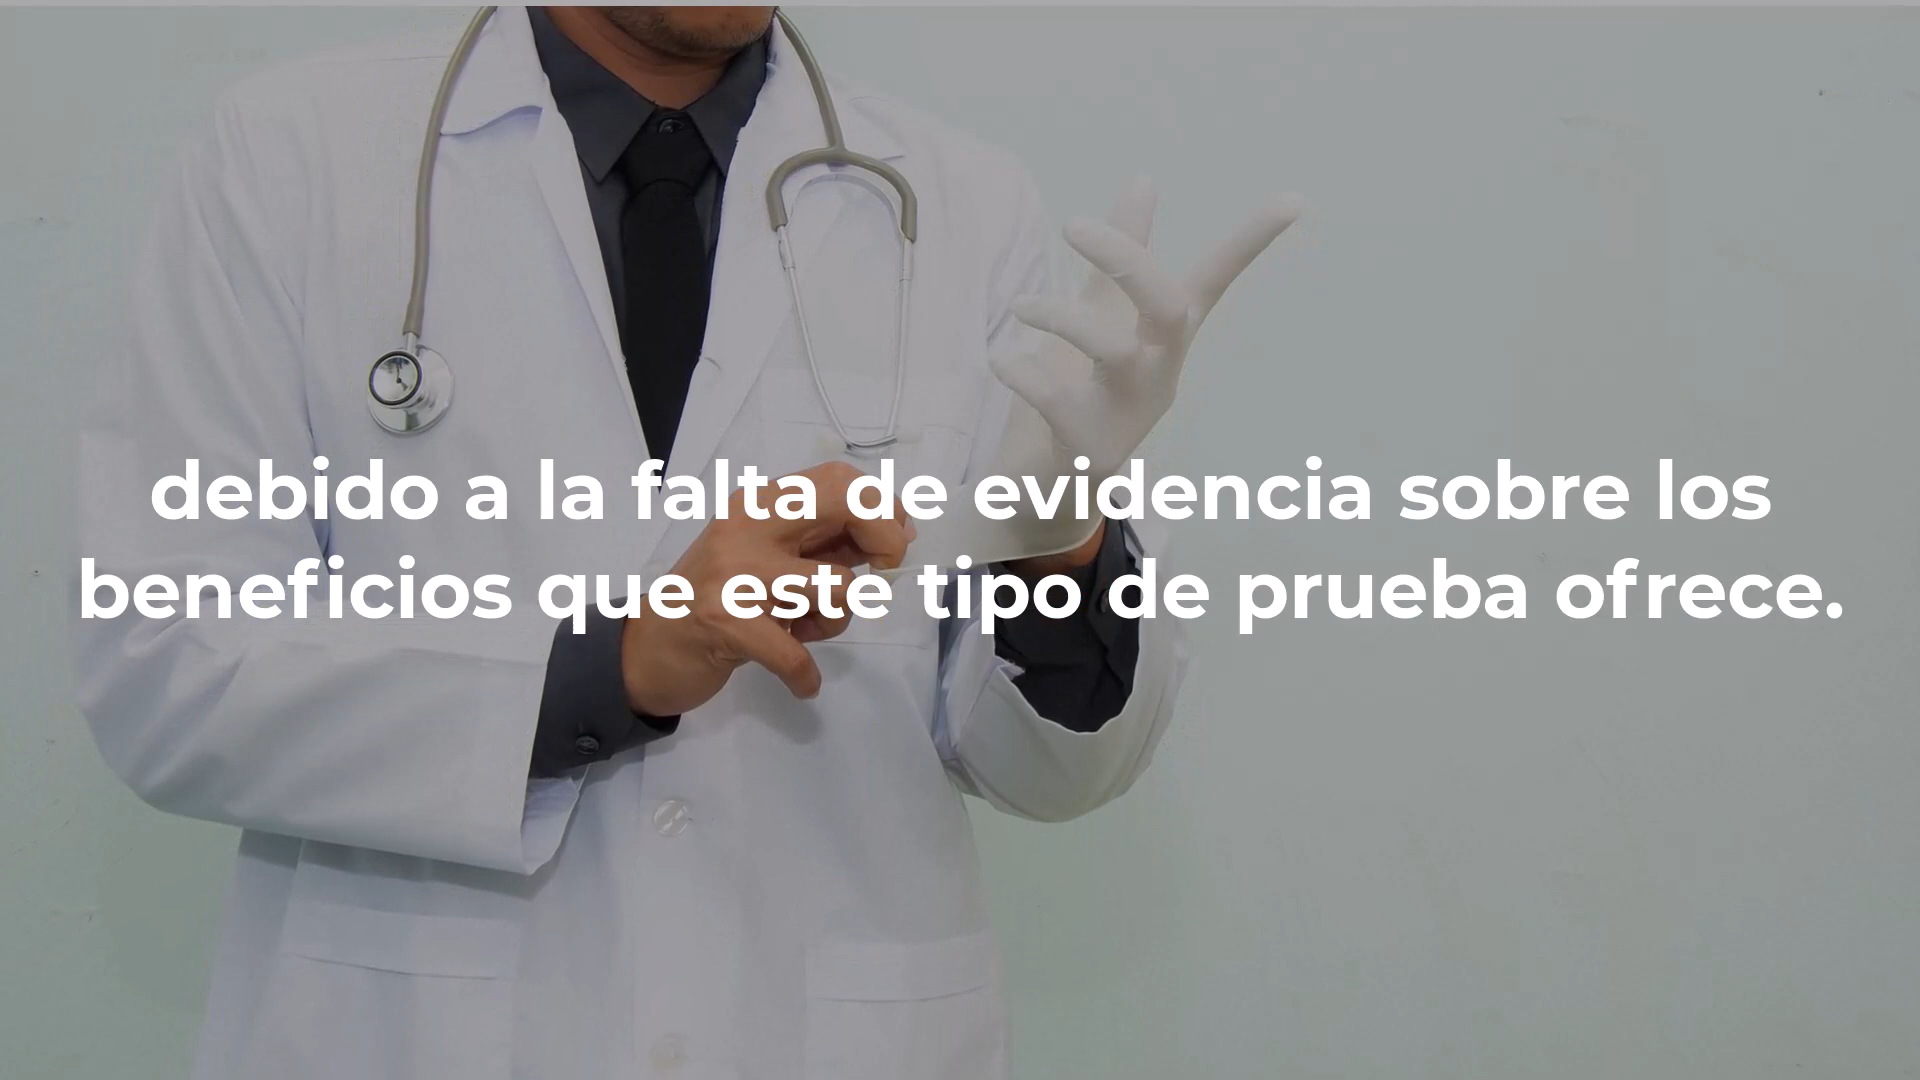 debido a la falta de evidencia sobre los
beneficios que este tipo de prueba ofrece.